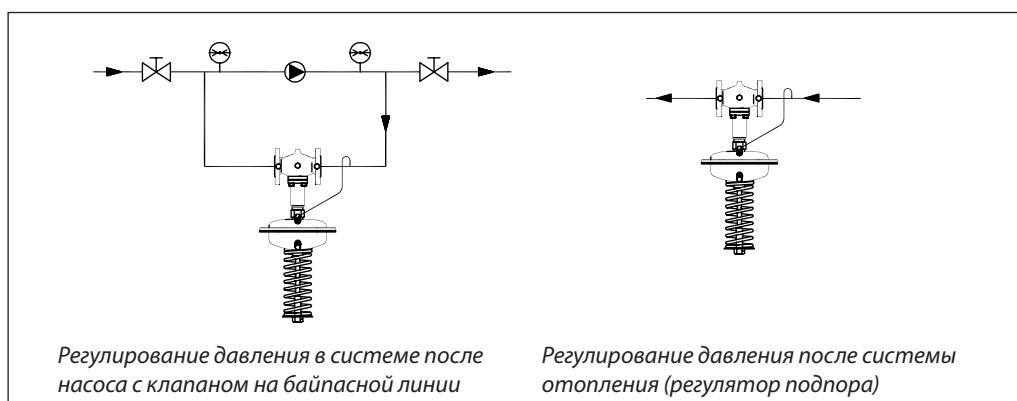 Регулирование давления в системе после
насоса с клапаном на байпасной линии
Регулирование давления после системы
отопления (регулятор подпора)